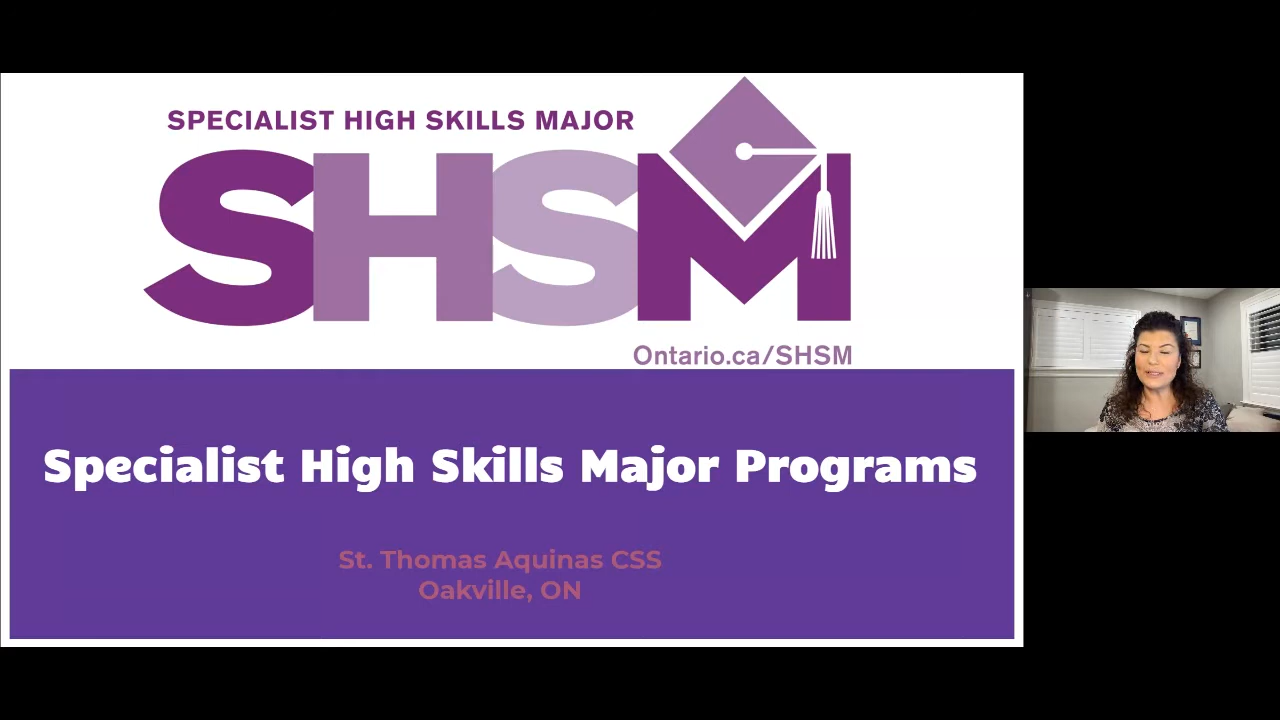 SPECIALIST HIGH SKILLS MAJOR
SHSM
Ontario.ca/SHSM
Specialist High Skills Major Programs
St. Thomas Aquinas CSS
Oakville, ON